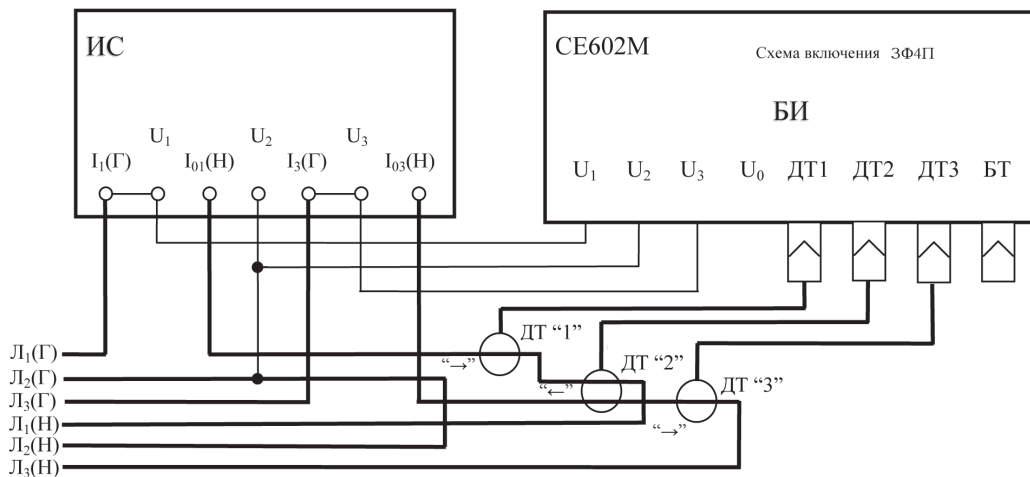 ИС
СЕ602М
Схема включения 3Ф4П
БИ
U1 U2 U3
I1(Г) I01(Н) I3(Г) I03(Н)
U1 U2 U3 U0 ДТ1 ДТ2 ДТ3 БТ
ДТ “1”
“→”
ДТ “2”
“←”
ДТ “3”
“→”
Л1(Г)
Л2(Г)
Л3(Г)
Л1(Н)
Л2(Н)
Л3(Н)